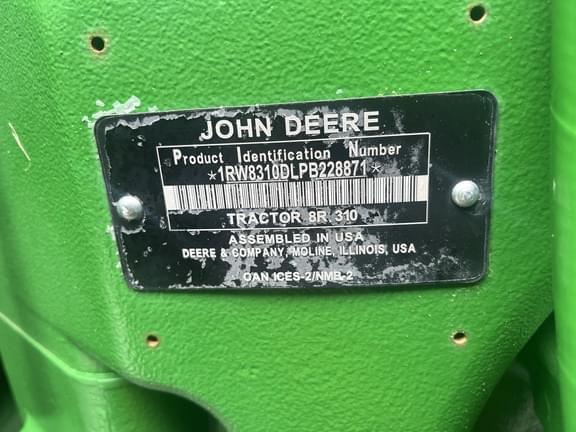 JOHN DEERE
Product Identification Number
*1RW8310DLPB228871*
TRACTOR 8R 310
ASSEMBLED IN USA
DEERE & COMPANY, MOLINE, ILLINOIS, USA
CAN ICES-2/NMB-2